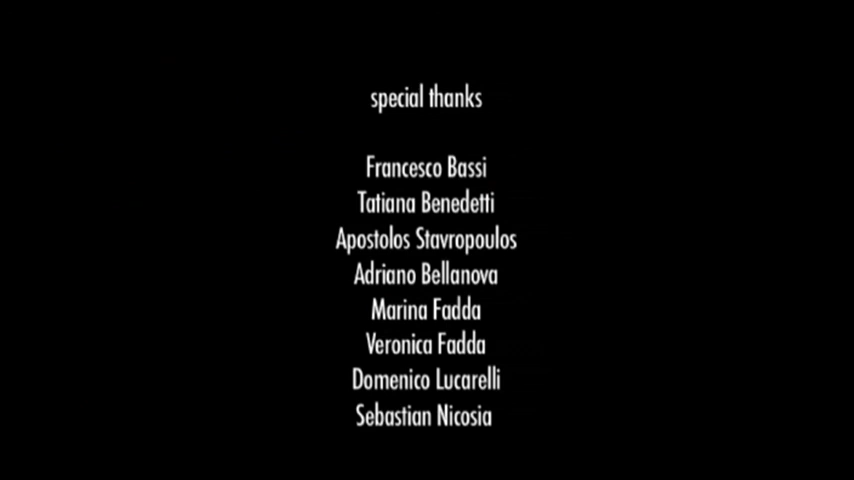 special thanks
Francesco Bassi
Tatiana Benedetti
Apostolos Stavropoulos
Adriano Bellanova
Marina Fadda
Veronica Fadda
Domenico Lucarelli
Sebastian Nicosia